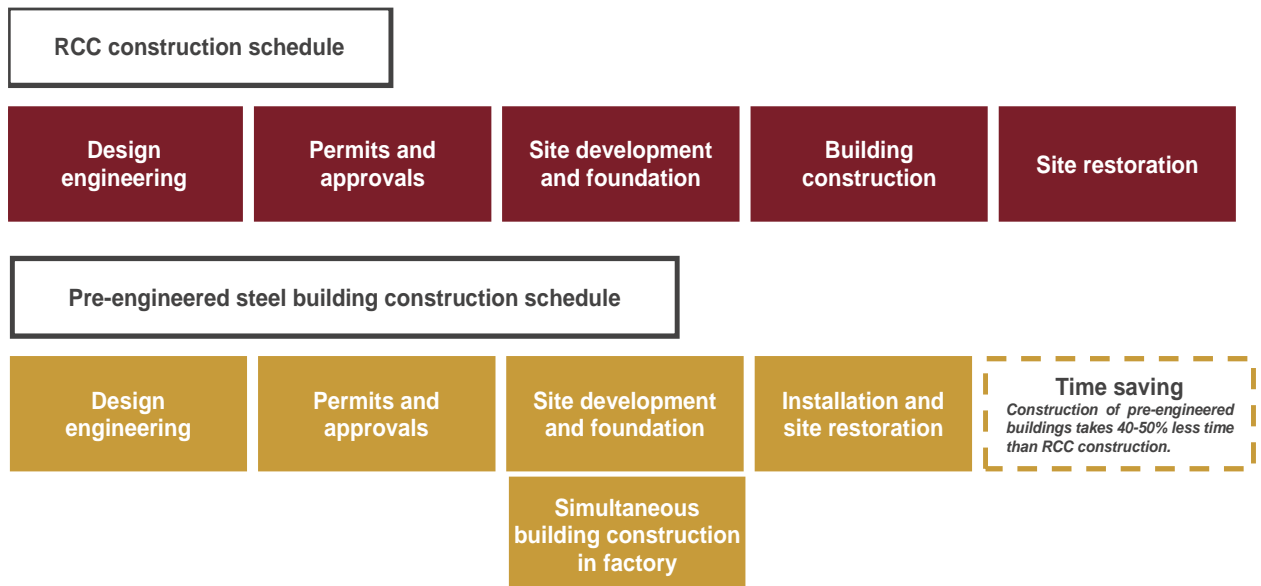 RCC construction schedule
Design
engineering
Permits and
approvals
Site development
and foundation
Building
construction
Site restoration
Pre-engineered steel building construction schedule
Design
engineering
Permits and
approvals
Site development
and foundation
Installation and
site restoration
Time saving
Construction of pre-engineered
buildings takes 40-50% less time
than RCC construction.
Simultaneous
building construction
in factory